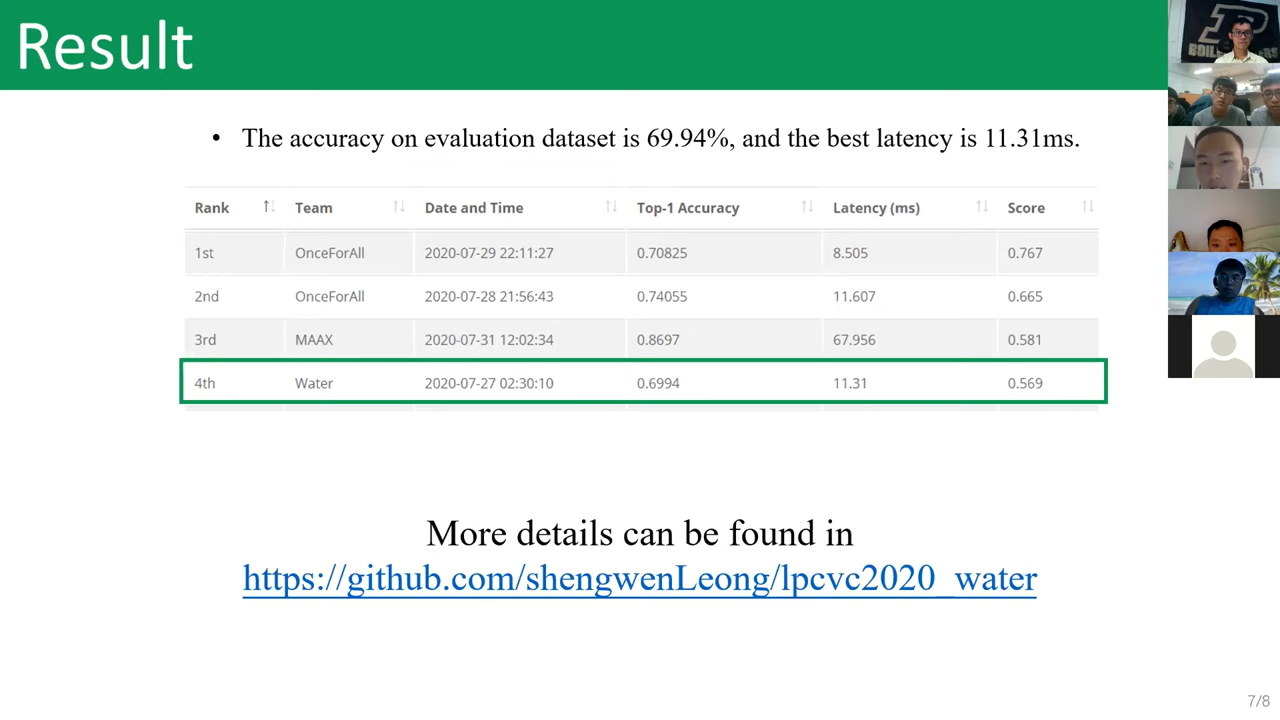 Result
• The accuracy on evaluation dataset is 69.94%, and the best latency is 11.31ms.
Rank Team Date and Time Top-1 Accuracy Latency (ms) Score
1st OnceForAll 2020-07-29 22:11:27 0.70825 8.505 0.767
2nd OnceForAll 2020-07-28 21:56:43 0.74055 11.607 0.665
3rd MAAX 2020-07-31 12:02:34 0.8697 67.956 0.581
4th Water 2020-07-27 02:30:10 0.6994 11.31 0.569
More details can be found in
https://github.com/shengwenLeong/lpcvc2020_water
7/8